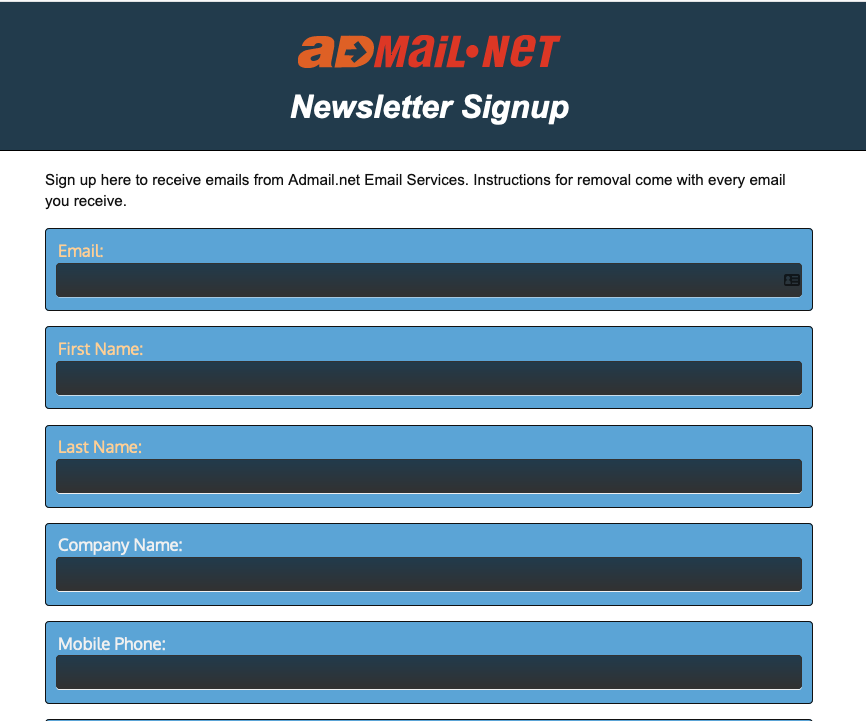 aDMaiL•NeT
Newsletter Signup
Sign up here to receive emails from Admail.net Email Services. Instructions for removal come with every email
you receive.
Email:
First Name:
Last Name:
Company Name:
Mobile Phone: